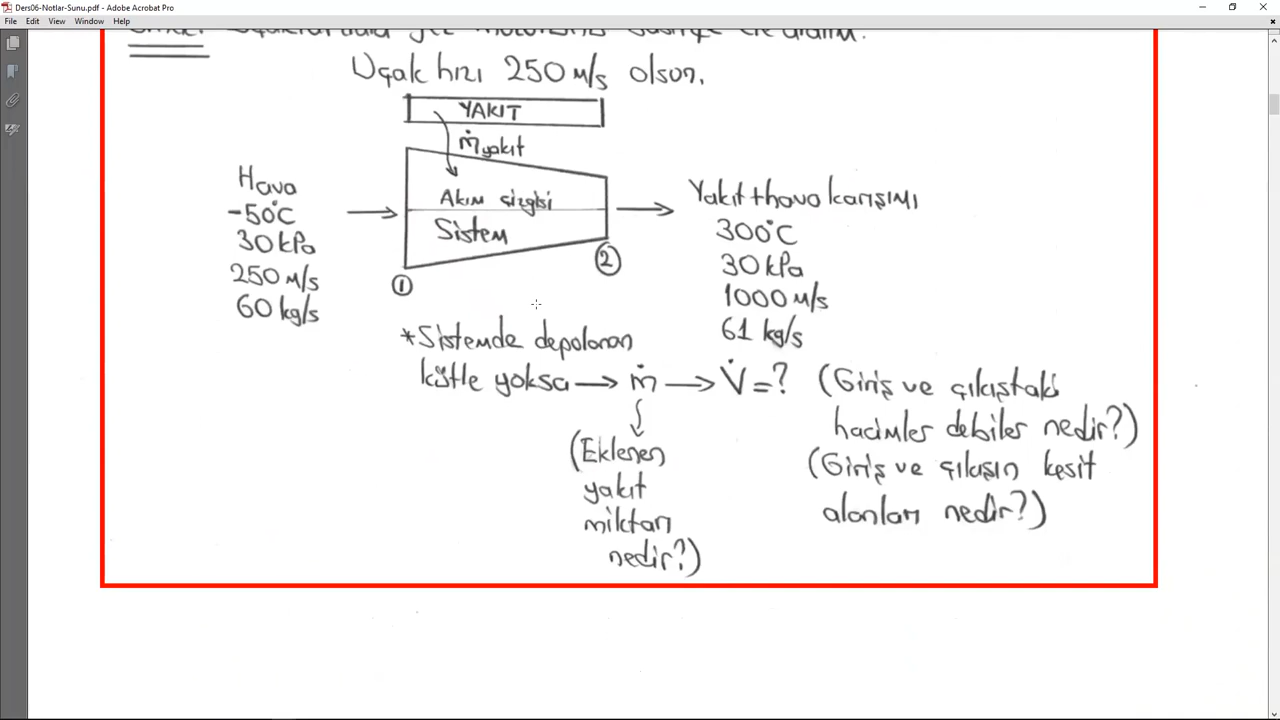 Ders06-Notlar-Sunu.pdf - Adobe Acrobat Pro
File Edit View Window Help
Uçak hızı 250 m/s olsun.
YAKIT
ṁyakıt
Hava
-50°C
30 kPa
250 m/s
60 kg/s
Akım çizgisi
Sistem
①
②
Yakıt+hava karışımı
300°C
30 kPa
1000 m/s
61 kg/s
*Sistemde depolanan
kütle yoksa → ṁ → V̇=? (Giriş ve çıkıştaki
hacimler debiler nedir?)
(Eklenen
yakıt
miktarı
nedir?)
(Giriş ve çıkışın kesit
alanları nedir?)